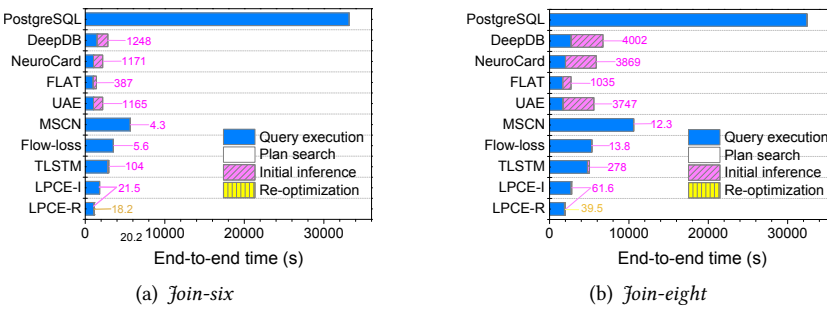 PostgreSQL
DeepDB 1248
NeuroCard 1171
FLAT 387
UAE 1165
MSCN 4.3
Flow-loss 5.6
TLSTM 104
LPCE-I 21.5
LPCE-R 18.2
Query execution
Plan search
Initial inference
Re-optimization
0 10000 20000 30000
20.2
End-to-end time (s)
(a) Join-six
PostgreSQL
DeepDB 4002
NeuroCard 3869
FLAT 1035
UAE 3747
MSCN 12.3
Flow-loss 13.8
TLSTM 278
LPCE-I 61.6
LPCE-R 39.5
Query execution
Plan search
Initial inference
Re-optimization
0 10000 20000 30000
End-to-end time (s)
(b) Join-eight